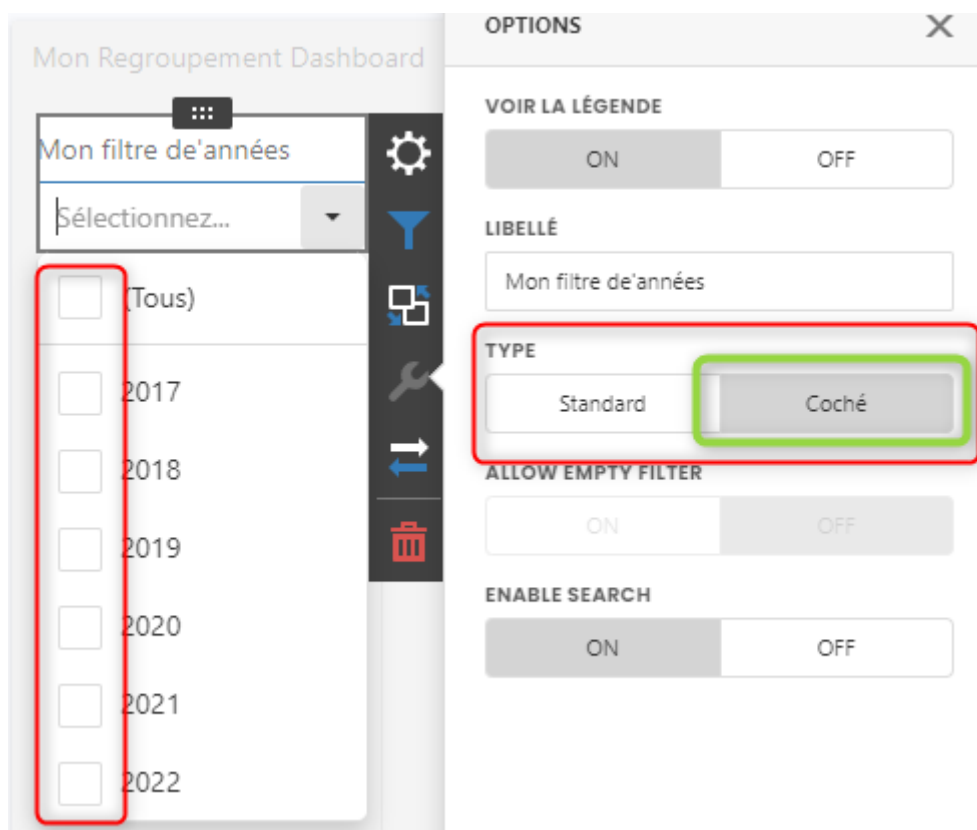 Mon Regroupement Dashboard
Mon filtre de'années
Sélectionnez...
(Tous)
2017
2018
2019
2020
2021
2022
OPTIONS
VOIR LA LÉGENDE
ON OFF
LIBELLÉ
Mon filtre de'années
TYPE
Standard Coché
ALLOW EMPTY FILTER
ON OFF
ENABLE SEARCH
ON OFF